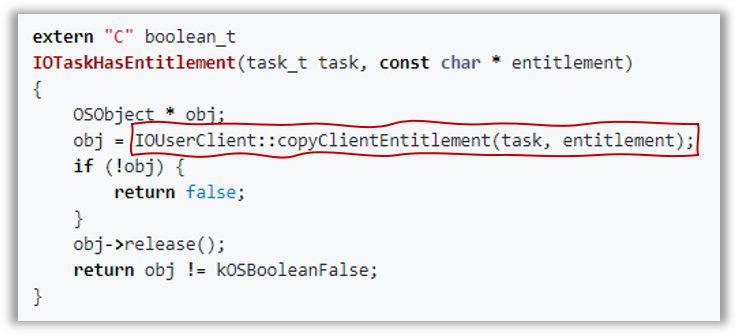 extern "C" boolean_t
IOTaskHasEntitlement(task_t task, const char * entitlement)
{
    OSObject * obj;
    obj = IOUserClient::copyClientEntitlement(task, entitlement);
    if (!obj) {
        return false;
    }
    obj->release();
    return obj != kOSBooleanFalse;
}